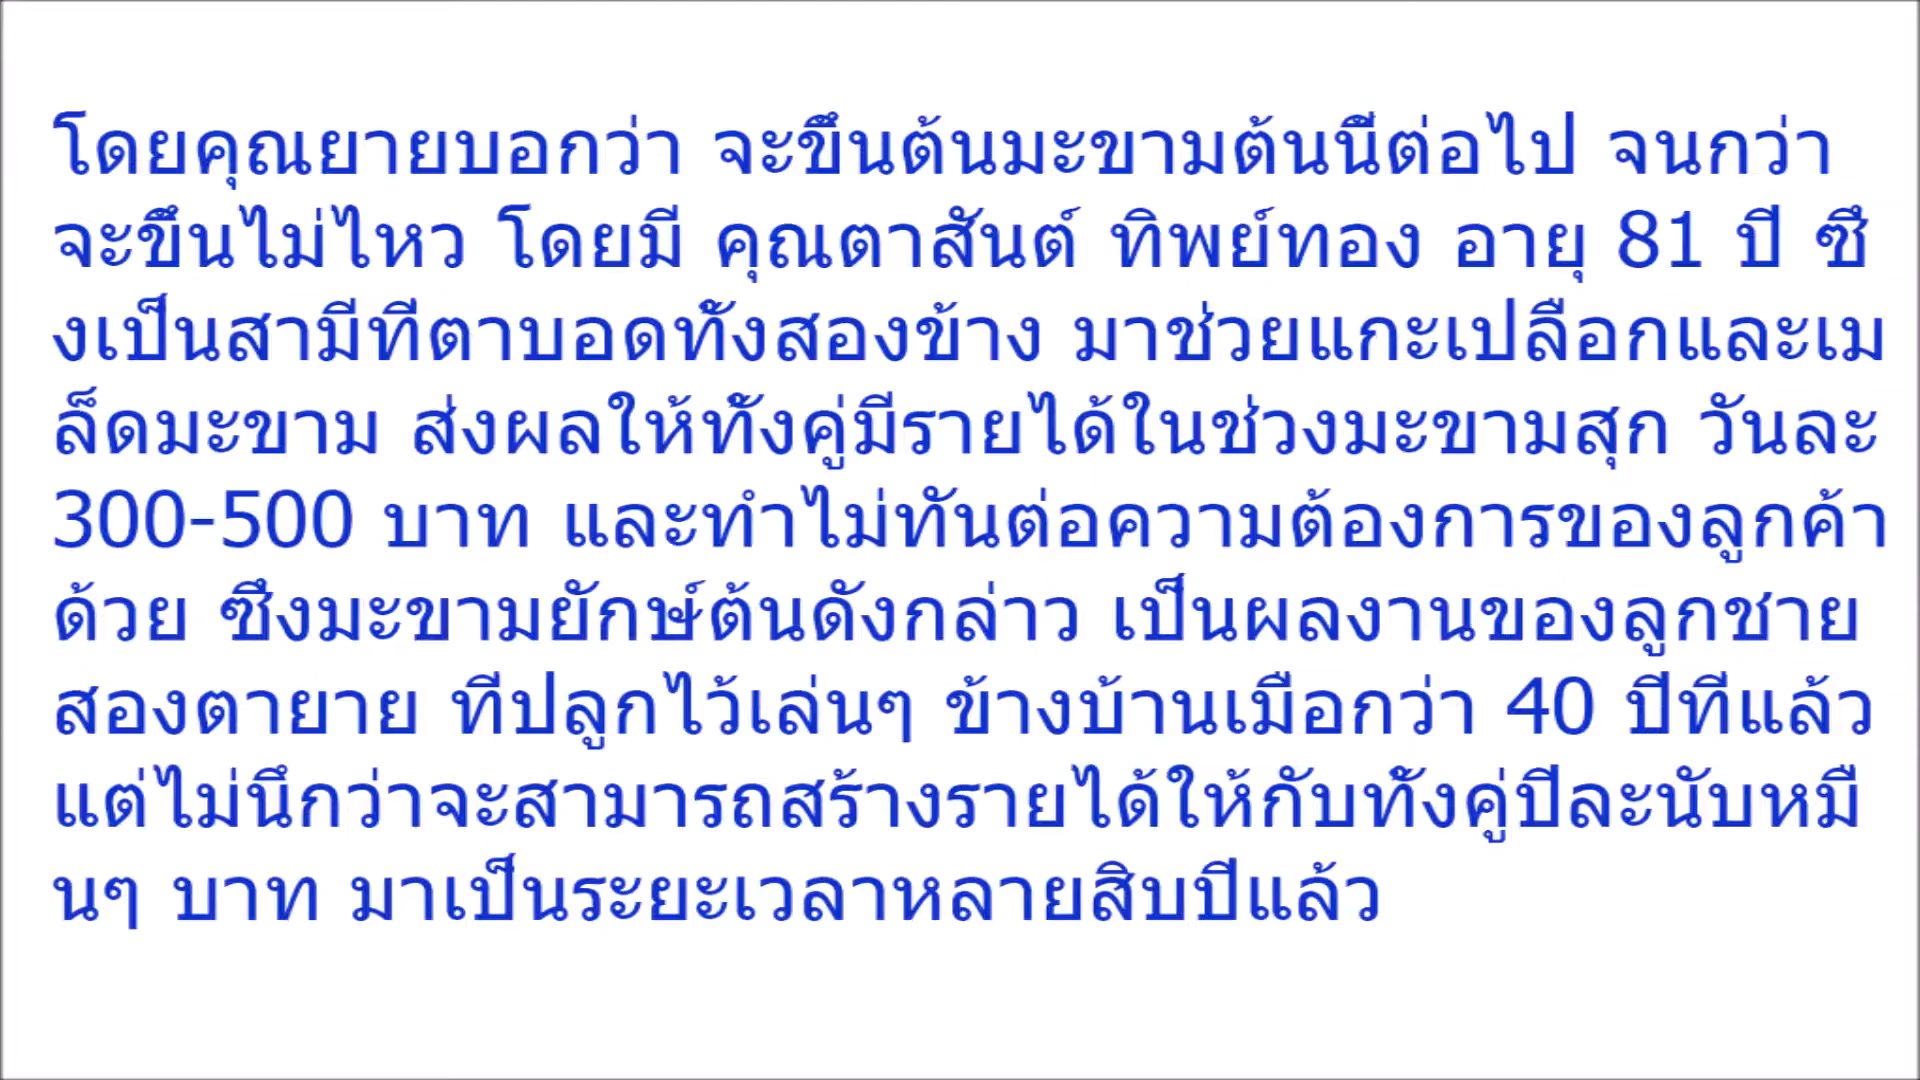 โดยคุณยายบอกว่า จะขึ้นต้นมะขามต้นนี้ต่อไป จนกว่า
จะขึ้นไม่ไหว โดยมี คุณตาสันต์ ทิพย์ทอง อายุ 81 ปี ซึ่
งเป็นสามีที่ตาบอดทั้งสองข้าง มาช่วยแกะเปลือกและเม
ล็ดมะขาม ส่งผลให้ทั้งคู่มีรายได้ในช่วงมะขามสุก วันละ
300-500 บาท และทำไม่ทันต่อความต้องการของลูกค้า
ด้วย ซึ่งมะขามยักษ์ต้นดังกล่าว เป็นผลงานของลูกชาย
สองตายาย ที่ปลูกไว้เล่นๆ ข้างบ้านเมื่อกว่า 40 ปีที่แล้ว
แต่ไม่นึกว่าจะสามารถสร้างรายได้ให้กับทั้งคู่ปีละนับหมื่
นๆ บาท มาเป็นระยะเวลาหลายสิบปีแล้ว